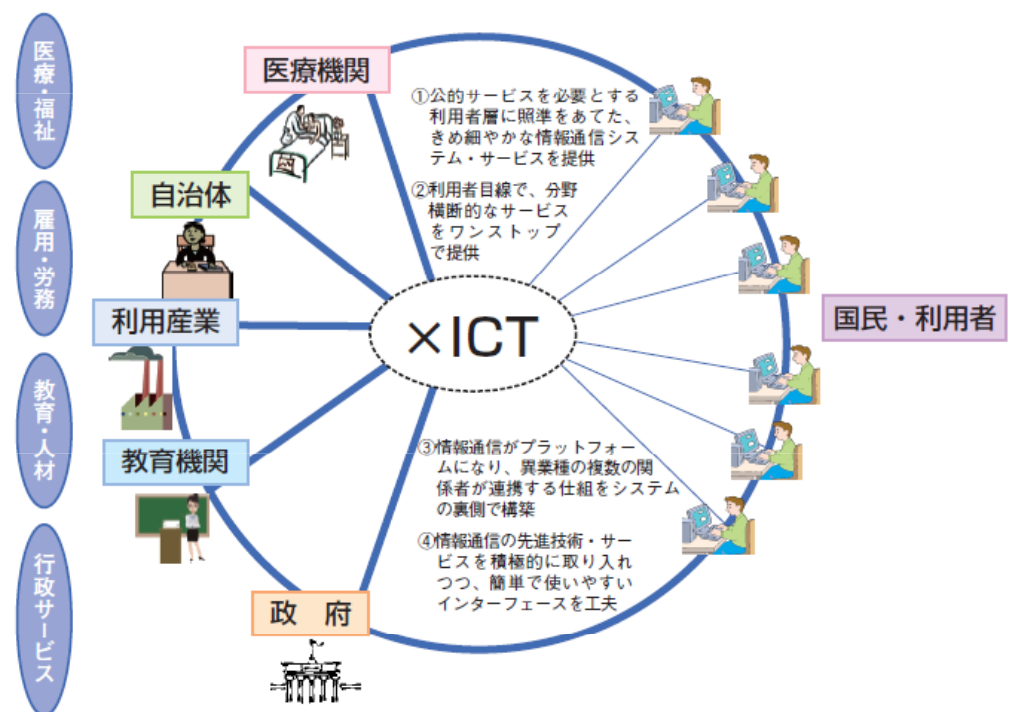 医療・福祉
雇用・労務
教育・人材
行政サービス
医療機関
自治体
利用産業
教育機関
政　府
①公的サービスを必要とする
利用者層に照準をあてた、
きめ細やかな情報通信シス
テム・サービスを提供
②利用者目線で、分野
横断的なサービス
をワンストップ
で提供
×ICT
③情報通信がプラットフォー
ムになり、異業種の複数の関
係者が連携する仕組をシステム
の裏側で構築
④情報通信の先進技術・サー
ビスを積極的に取り入れ
つつ、簡単で使いやすい
インターフェースを工夫
国民・利用者